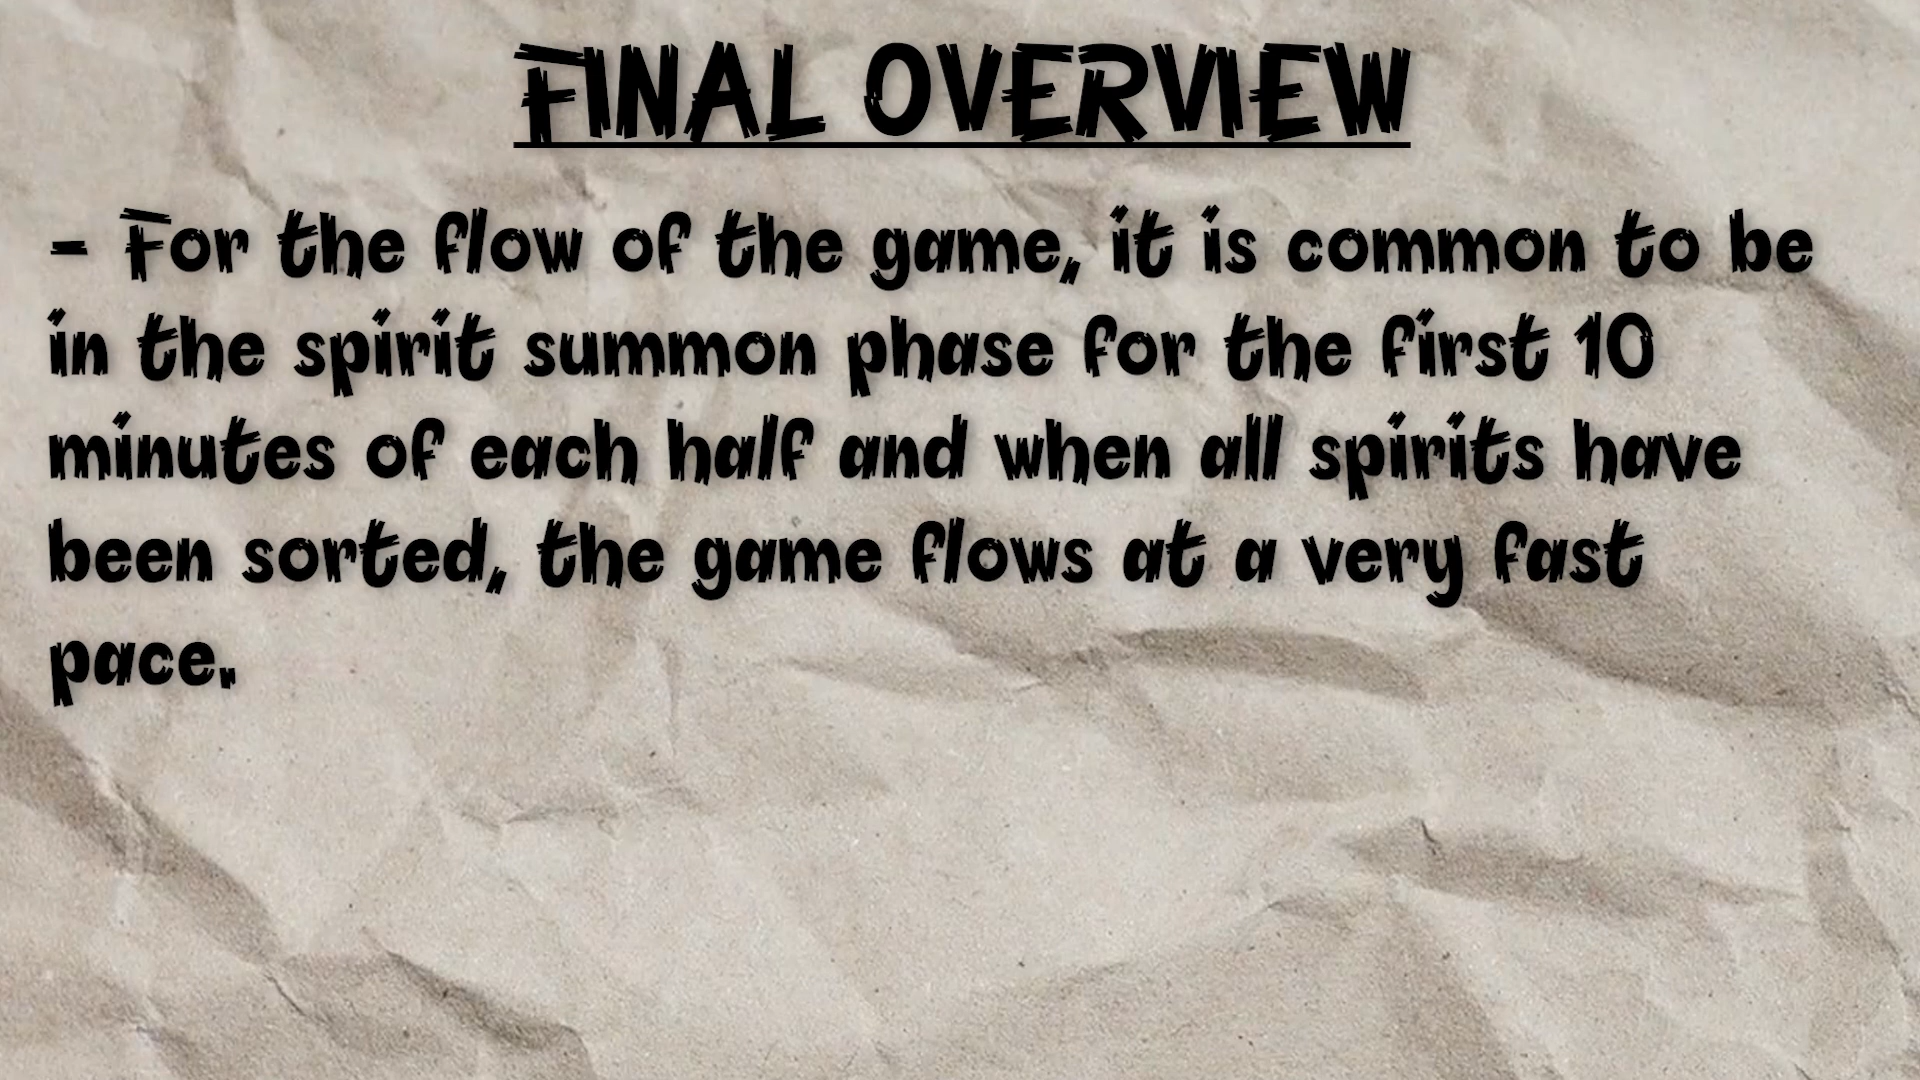 FINAL OVERVIEW
- For the flow of the game, it is common to be
in the spirit summon phase for the first 10
minutes of each half and when all spirits have
been sorted, the game flows at a very fast
pace.